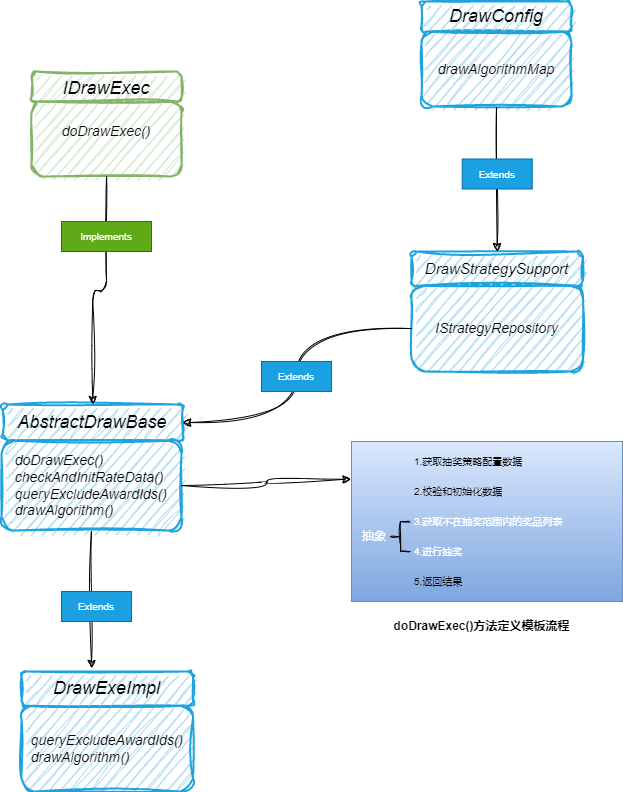 DrawConfig
drawAlgorithmMap
IDrawExec
doDrawExec()
Extends
Implements
DrawStrategySupport
IStrategyRepository
Extends
AbstractDrawBase
doDrawExec()
checkAndInitRateData()
queryExcludeAwardIds()
drawAlgorithm()
1.获取抽奖策略配置数据
2.校验和初始化数据
3.获取不在抽奖范围内的奖品列表
抽象
4.进行抽奖
5.返回结果
doDrawExec()方法定义模板流程
Extends
DrawExeImpl
queryExcludeAwardIds()
drawAlgorithm()